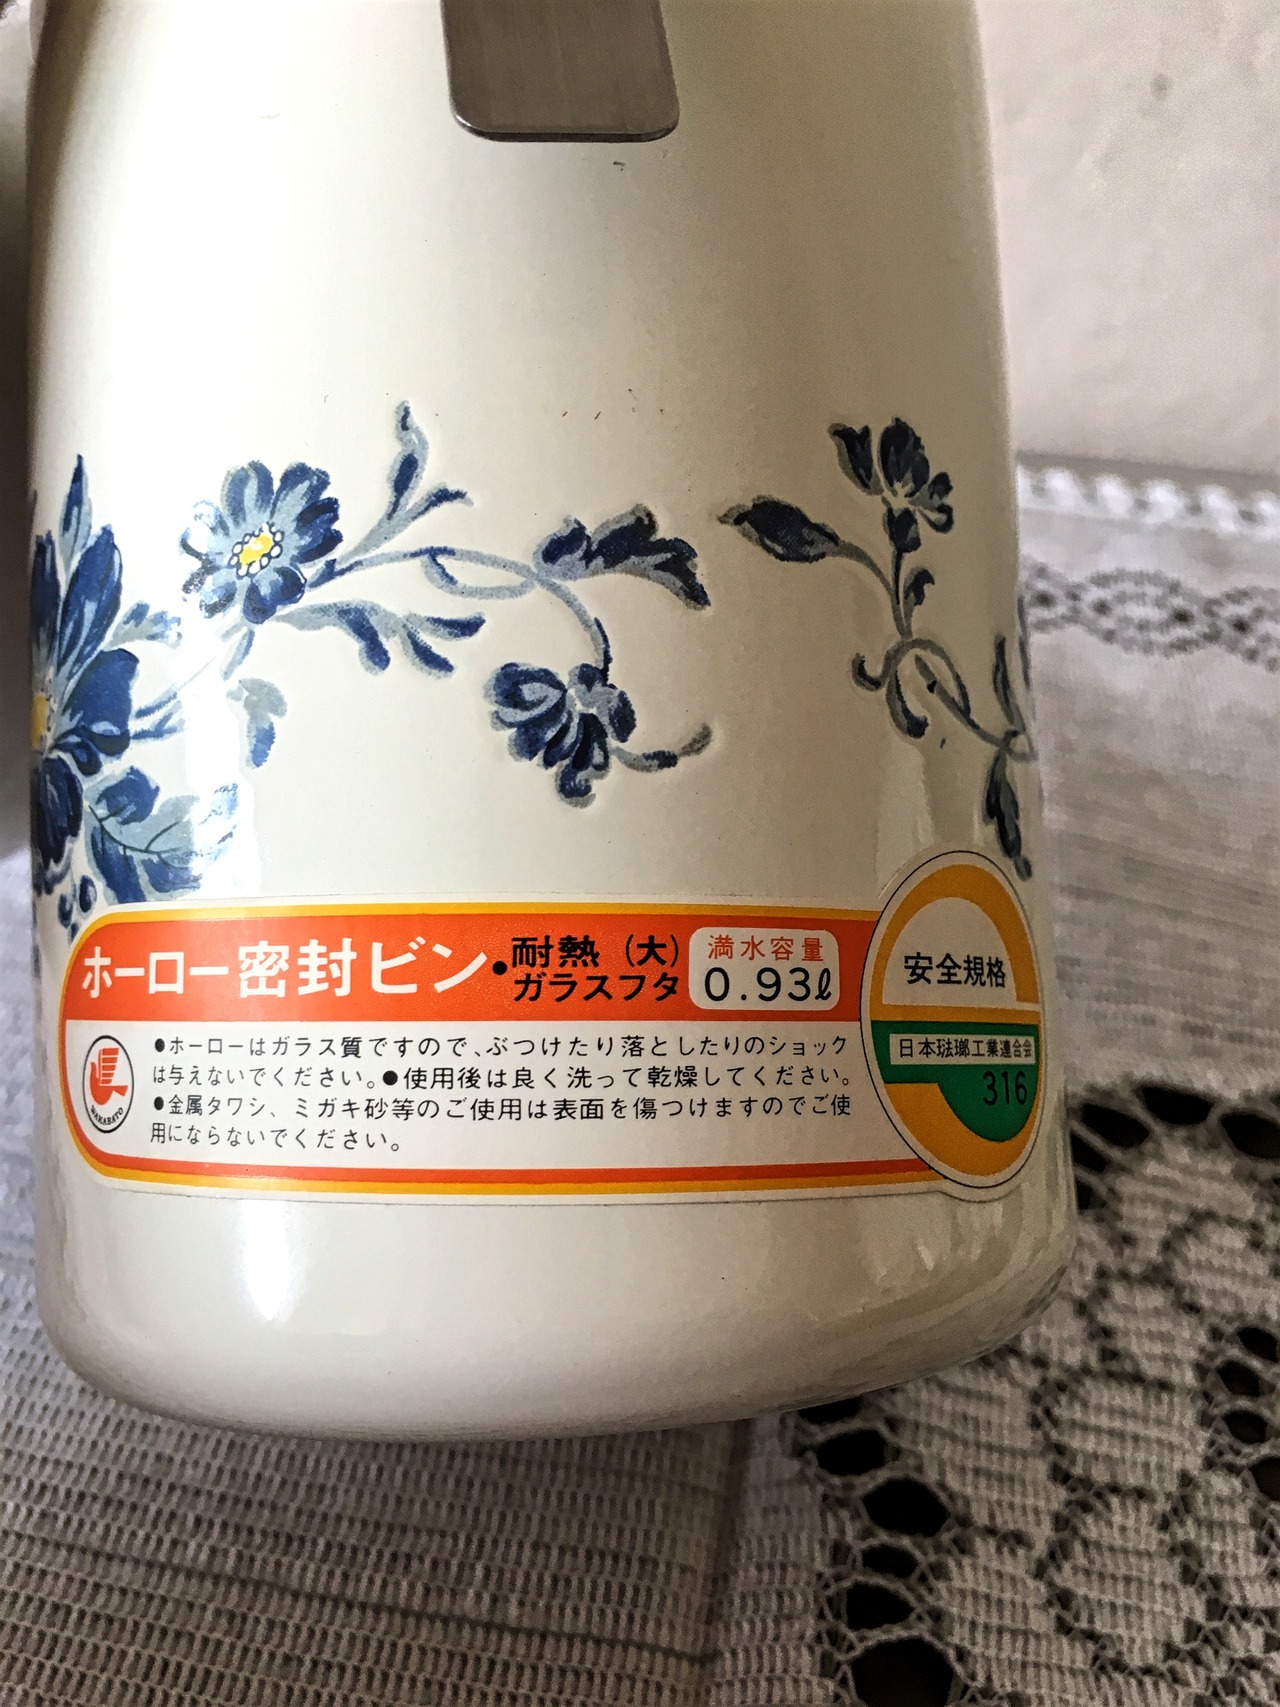 ホーロー密封ビン・耐熱(大)
ガラスフタ
満水容量
0.93ℓ
●ホーローはガラス質ですので、ぶつけたり落としたりのショック
は与えないでください。●使用後は良く洗って乾燥してください。
●金属タワシ、ミガキ砂等のご使用は表面を傷つけますのでご使
用にならないでください。
WAKABATO
安全規格
日本琺瑯工業連合会
316